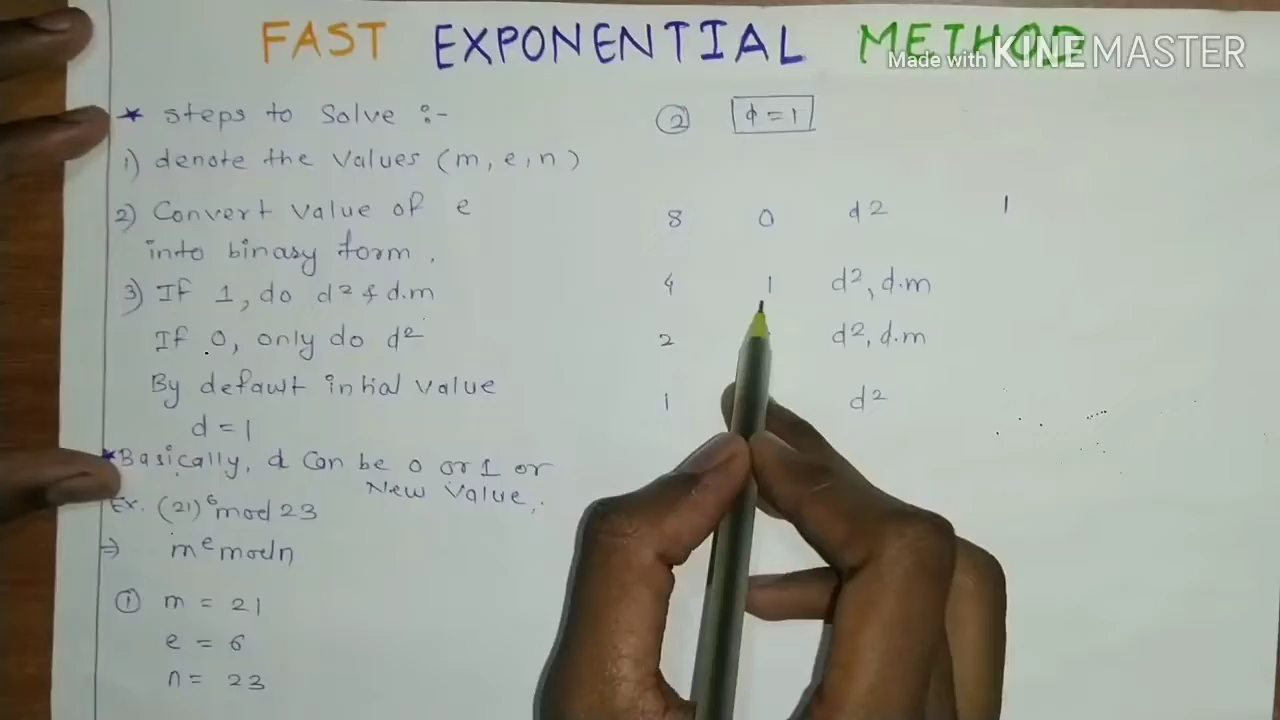 FAST EXPONENTIAL METHOD
Made with KINEMASTER
* Steps to Solve :-
1) denote the values (m, e, n)
2) Convert value of e
into binary form.
3) If 1, do d² & d.m
If 0, only do d²
By defawt initial value
d = 1
*Basically, d Can be 0 or 1 or
New Value,.
Ex. (21)⁶ mod 23
⇒ mᵉ mod n
① m = 21
e = 6
n = 23
② d = 1
8 0 d² 1
4 1 d², d.m
2 d², d.m
1 d²